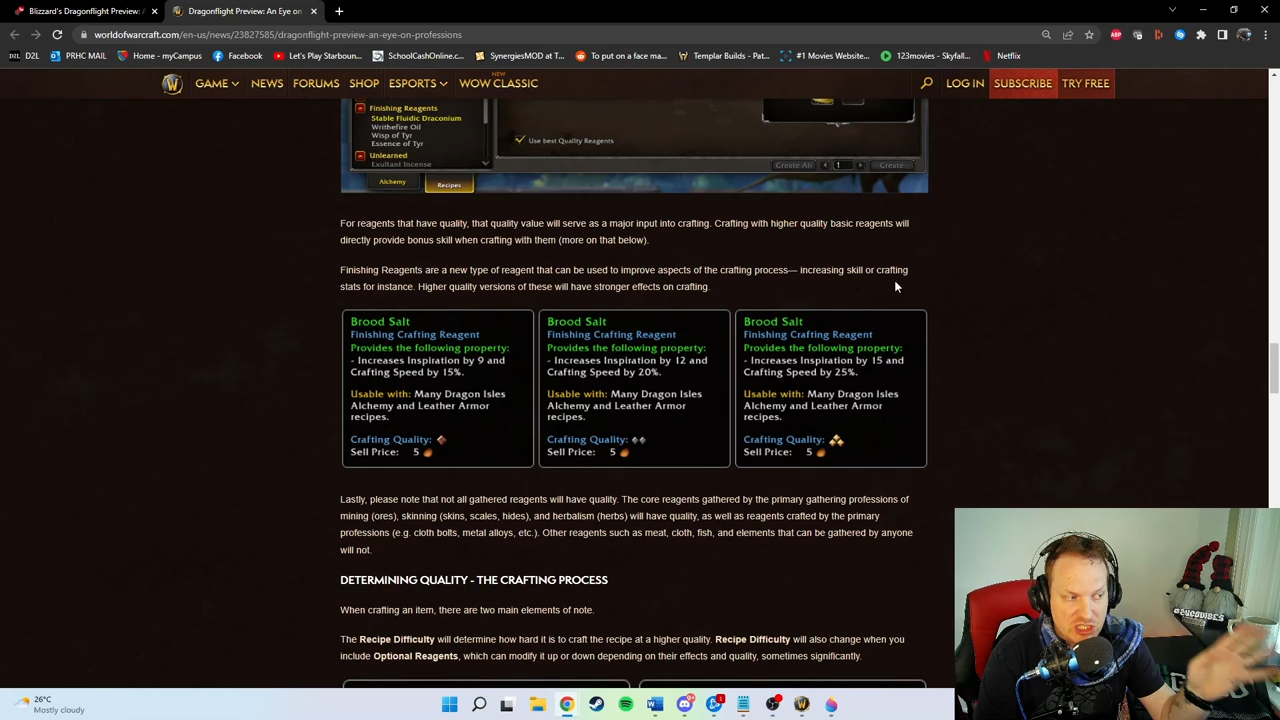 Blizzard's Dragonflight Preview: A
Dragonflight Preview: An Eye on
worldofwarcraft.com/en-us/news/23827585/dragonflight-preview-an-eye-on-professions
D2L
PRHC MAIL
Home - myCampus
Facebook
Let's Play Starboun...
SchoolCashOnline.c...
SynergiesMOD at T...
To put on a face ma...
Templar Builds - Pat...
#1 Movies Website...
123movies - Skyfall...
Netflix
GAME
NEWS
FORUMS
SHOP
ESPORTS
NEW
WOW CLASSIC
LOG IN
SUBSCRIBE
TRY FREE
Finishing Reagents
Stable Fluidic Draconium
Writhefire Oil
Wisp of Tyr
Essence of Tyr
Unlearned
Exultant Incense
Use best Quality Reagents
Create All
1
Create
Alchemy
Recipes
For reagents that have quality, that quality value will serve as a major input into crafting. Crafting with higher quality basic reagents will
directly provide bonus skill when crafting with them (more on that below).
Finishing Reagents are a new type of reagent that can be used to improve aspects of the crafting process— increasing skill or crafting
stats for instance. Higher quality versions of these will have stronger effects on crafting.
Brood Salt
Finishing Crafting Reagent
Provides the following property:
- Increases Inspiration by 9 and
Crafting Speed by 15%.
Usable with: Many Dragon Isles
Alchemy and Leather Armor
recipes.
Crafting Quality:
Sell Price: 5
Brood Salt
Finishing Crafting Reagent
Provides the following property:
- Increases Inspiration by 12 and
Crafting Speed by 20%.
Usable with: Many Dragon Isles
Alchemy and Leather Armor
recipes.
Crafting Quality:
Sell Price: 5
Brood Salt
Finishing Crafting Reagent
Provides the following property:
- Increases Inspiration by 15 and
Crafting Speed by 25%.
Usable with: Many Dragon Isles
Alchemy and Leather Armor
recipes.
Crafting Quality:
Sell Price: 5
Lastly, please note that not all gathered reagents will have quality. The core reagents gathered by the primary gathering professions of
mining (ores), skinning (skins, scales, hides), and herbalism (herbs) will have quality, as well as reagents crafted by the primary
professions (e.g. cloth bolts, metal alloys, etc.). Other reagents such as meat, cloth, fish, and elements that can be gathered by anyone
will not.
DETERMINING QUALITY - THE CRAFTING PROCESS
When crafting an item, there are two main elements of note.
The Recipe Difficulty will determine how hard it is to craft the recipe at a higher quality. Recipe Difficulty will also change when you
include Optional Reagents, which can modify it up or down depending on their effects and quality, sometimes significantly.
26°C
Mostly cloudy